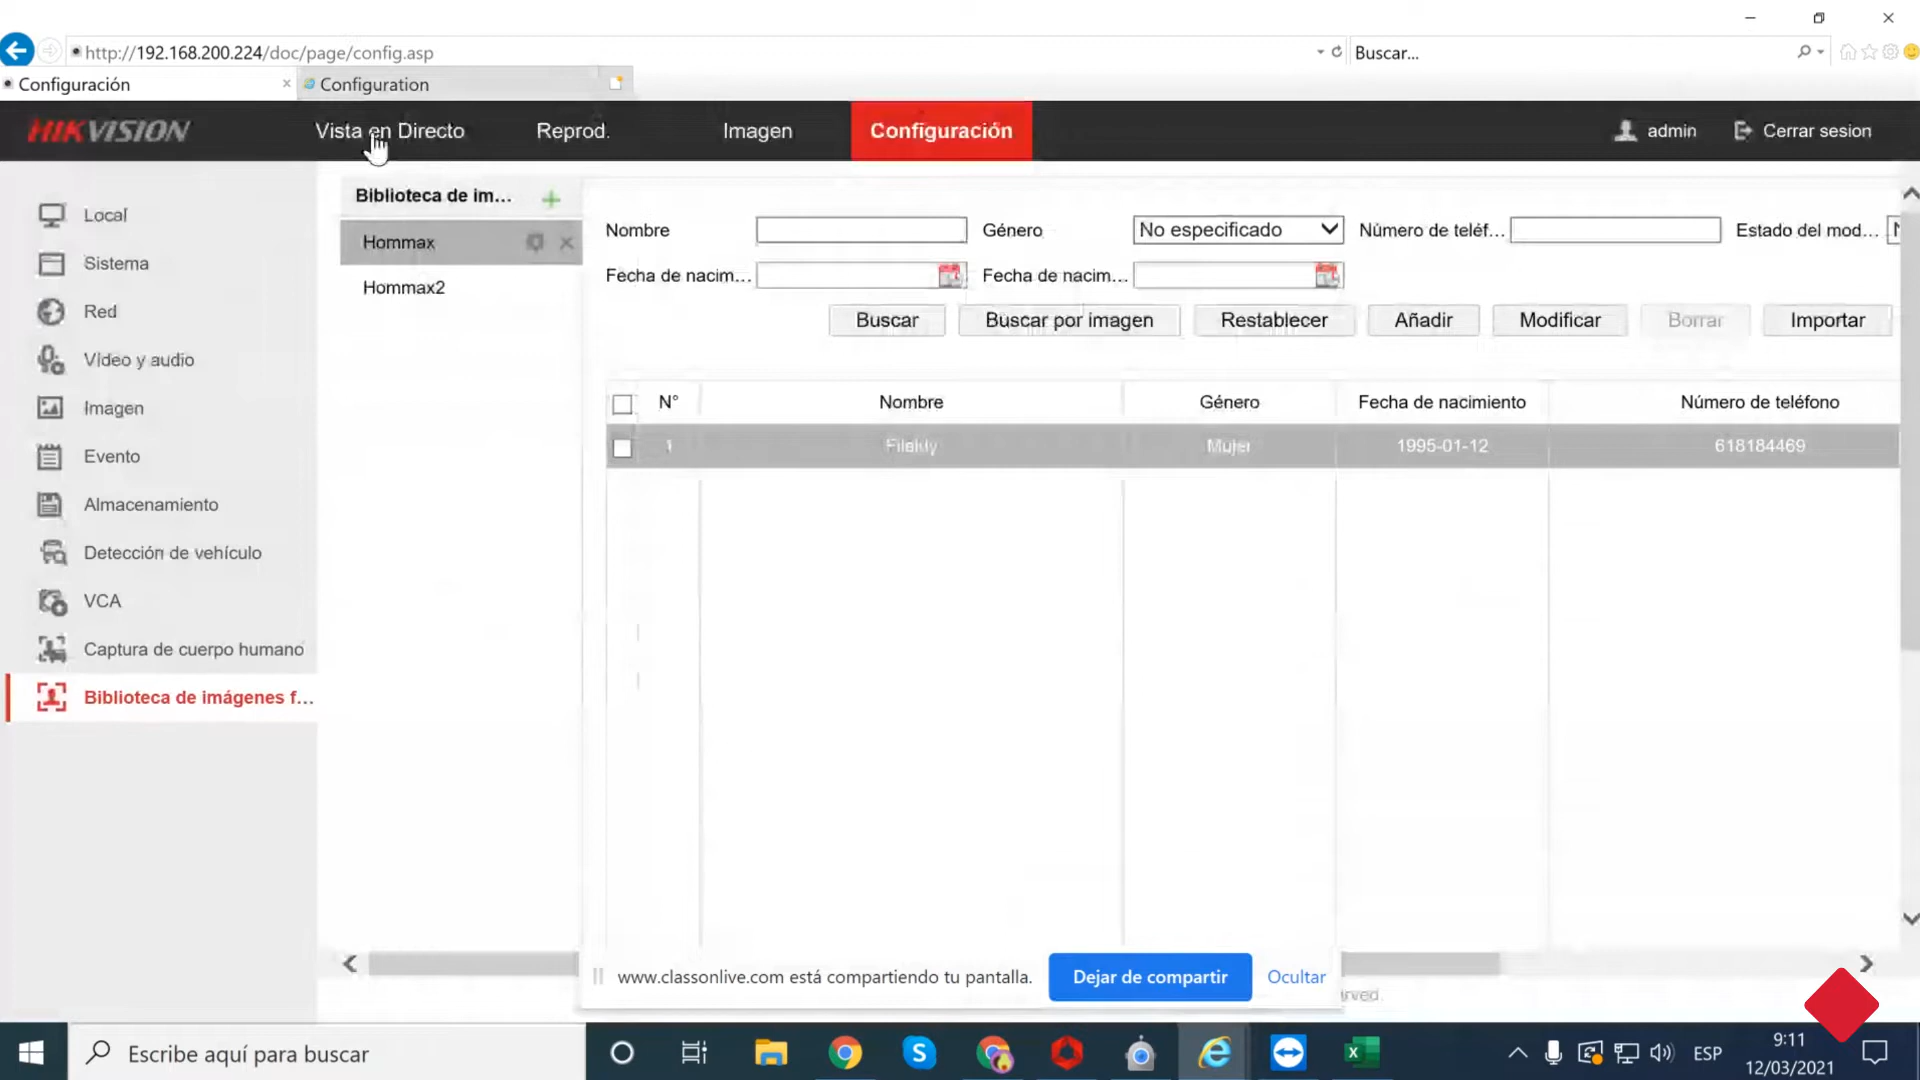 http://192.168.200.224/doc/page/config.asp
Buscar...
Configuración
Configuration
HIKVISION
Vista en Directo
Reprod.
Imagen
Configuración
admin
Cerrar sesion
Local
Sistema
Red
Vídeo y audio
Imagen
Evento
Almacenamiento
Detección de vehículo
VCA
Captura de cuerpo humano
Biblioteca de imágenes f...
Biblioteca de im...
Hommax
Hommax2
Nombre
Género
No especificado
Número de teléf...
Estado del mod...
Fecha de nacim...
Fecha de nacim...
Buscar
Buscar por imagen
Restablecer
Añadir
Modificar
Borrar
Importar
N° Nombre Género Fecha de nacimiento Número de teléfono
1 Mujer 1995-01-12 618184469
www.classonlive.com está compartiendo tu pantalla.
Dejar de compartir
Ocultar
Escribe aquí para buscar
ESP
9:11
12/03/2021